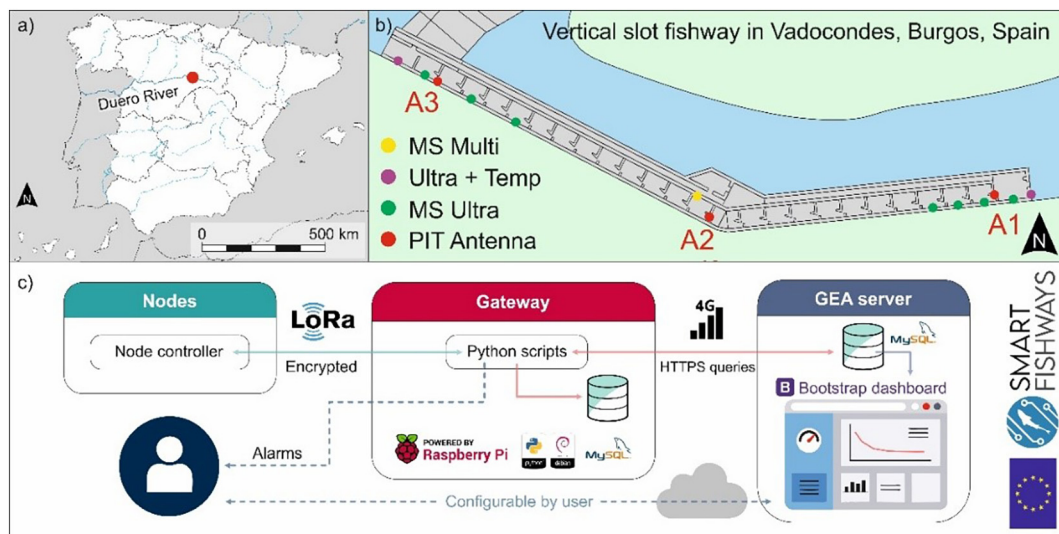 a)
Duero River
N
0
500 km
b)
Vertical slot fishway in Vadocondes, Burgos, Spain
A3
MS Multi
Ultra + Temp
MS Ultra
PIT Antenna
A2
A1
N
c)
Nodes
Node controller
LoRa
Encrypted
Gateway
Python scripts
POWERED BY
Raspberry Pi
python
debian
MySQL
4G
HTTPS queries
GEA server
MySQL
B Bootstrap dashboard
Alarms
Configurable by user
SMART
FISHWAYS